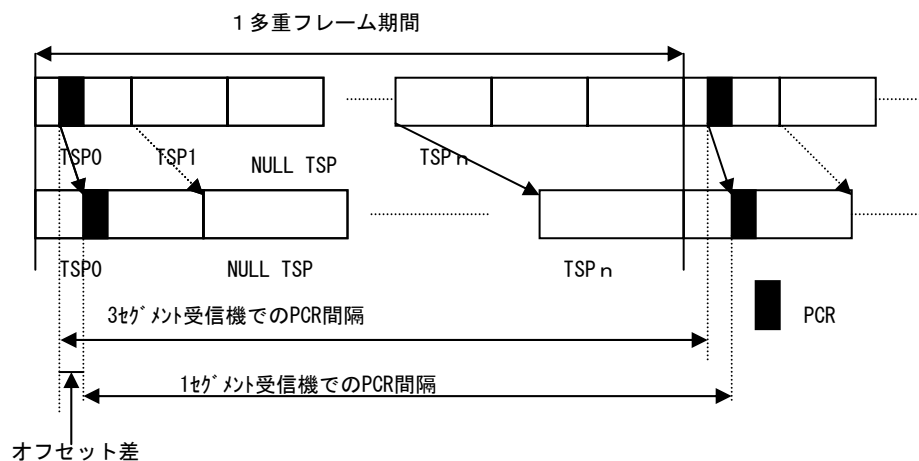 １多重フレーム期間
TSP0 TSP1 NULL TSP TSPｎ
TSP0 NULL TSP TSPｎ
PCR
3ｾｸﾞﾒﾝﾄ受信機でのPCR間隔
1ｾｸﾞﾒﾝﾄ受信機でのPCR間隔
オフセット差